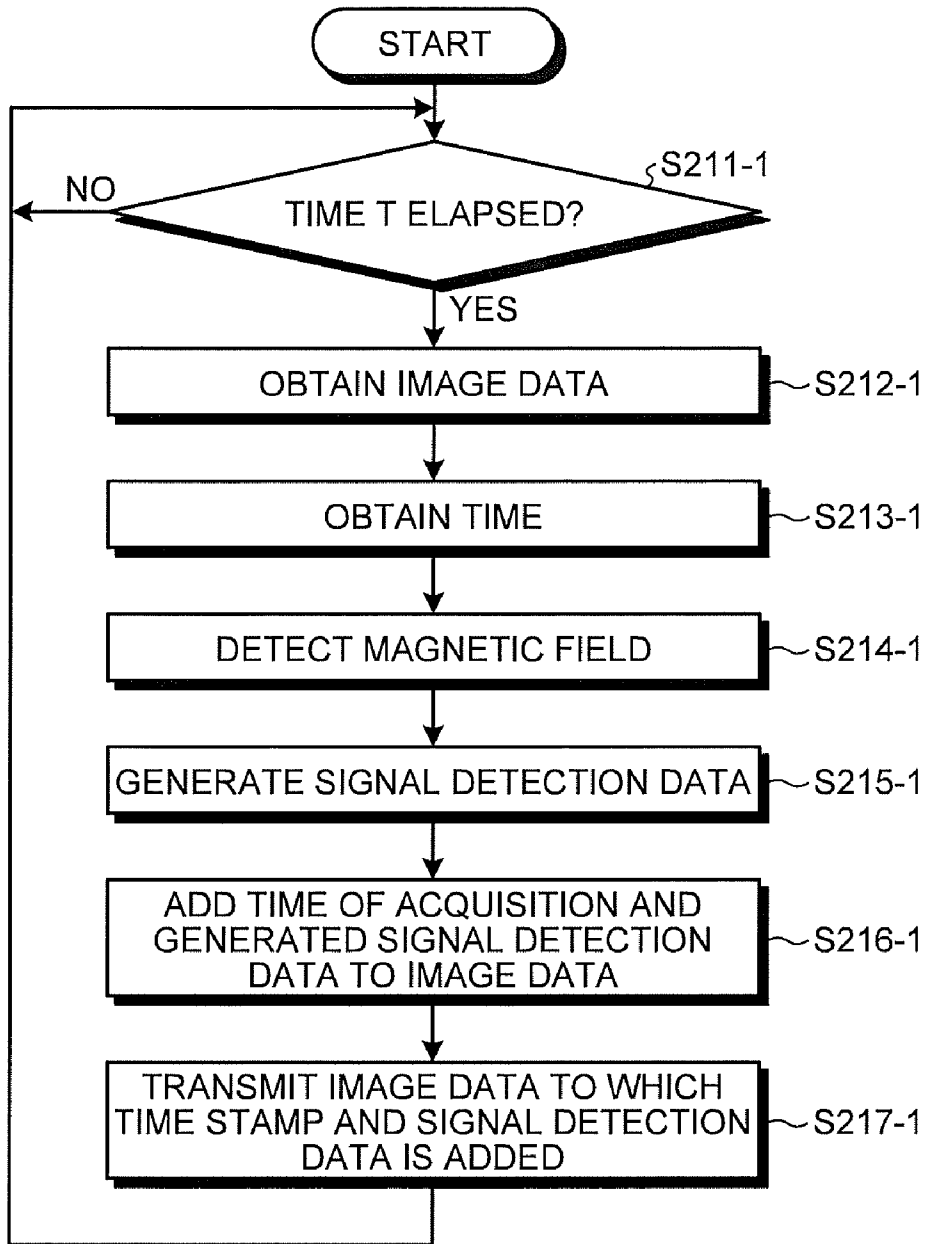 START
S211-1
NO
TIME T ELAPSED?
YES
OBTAIN IMAGE DATA
S212-1
OBTAIN TIME
S213-1
DETECT MAGNETIC FIELD
S214-1
GENERATE SIGNAL DETECTION DATA
S215-1
ADD TIME OF ACQUISITION AND
GENERATED SIGNAL DETECTION
DATA TO IMAGE DATA
S216-1
TRANSMIT IMAGE DATA TO WHICH
TIME STAMP AND SIGNAL DETECTION
DATA IS ADDED
S217-1